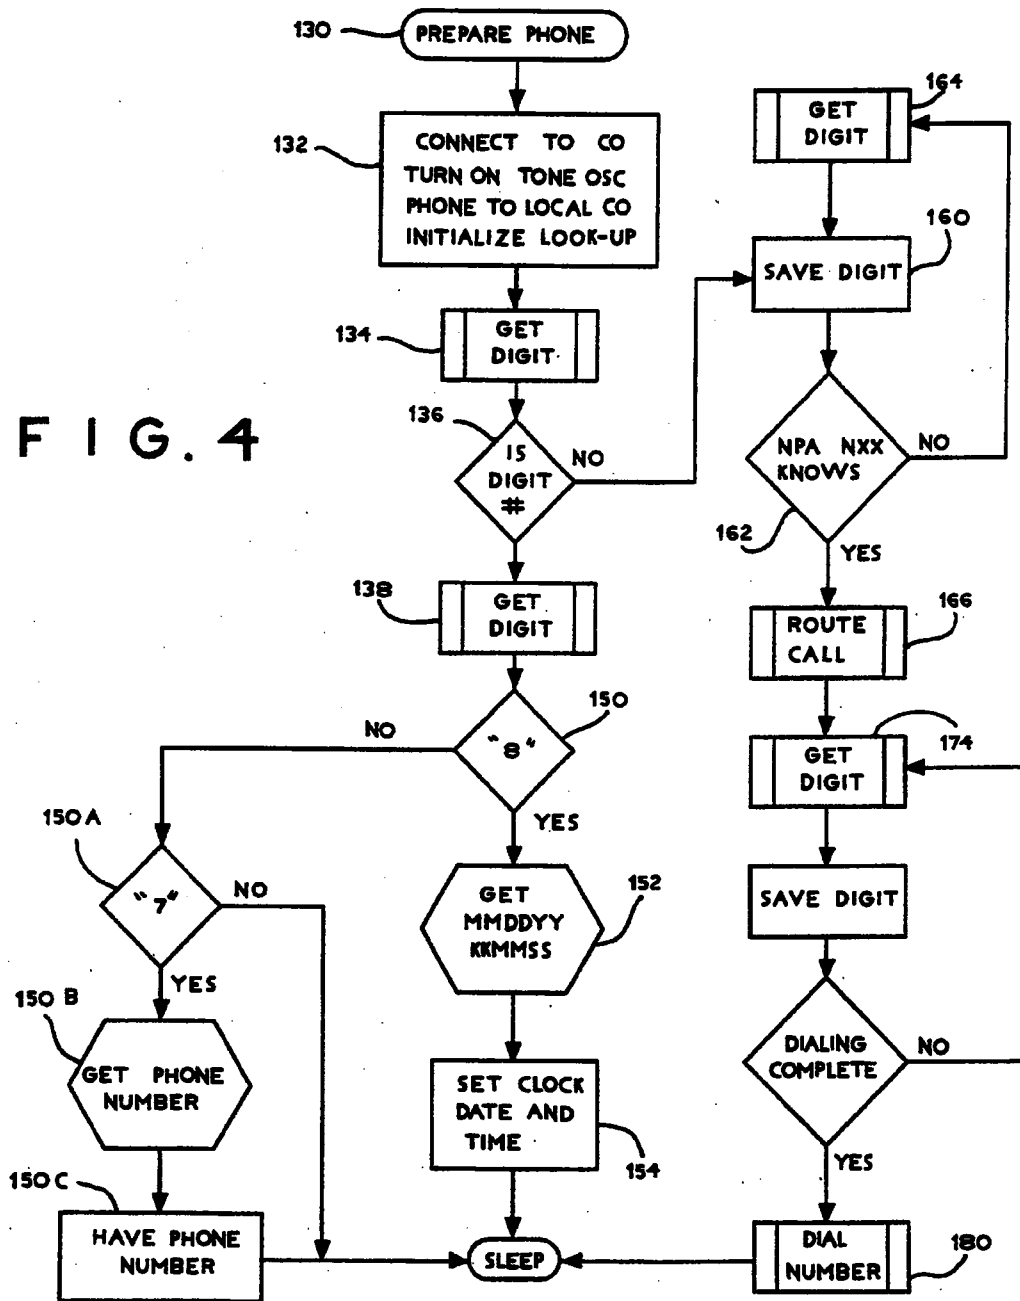 130
PREPARE PHONE
132
CONNECT TO CO
TURN ON TONE OSC
PHONE TO LOCAL CO
INITIALIZE LOOK-UP
134
GET
DIGIT
136
IS
DIGIT
#
NO
FIG. 4
138
GET
DIGIT
150
"8"
NO
YES
150A
"7"
NO
YES
150B
GET PHONE
NUMBER
150C
HAVE PHONE
NUMBER
152
GET
MMDDYY
KKMMSS
SET CLOCK
DATE AND
TIME
154
SLEEP
164
GET
DIGIT
160
SAVE DIGIT
NPA NXX
KNOWS
NO
162
YES
166
ROUTE
CALL
174
GET
DIGIT
SAVE DIGIT
DIALING
COMPLETE
NO
YES
DIAL
NUMBER
180